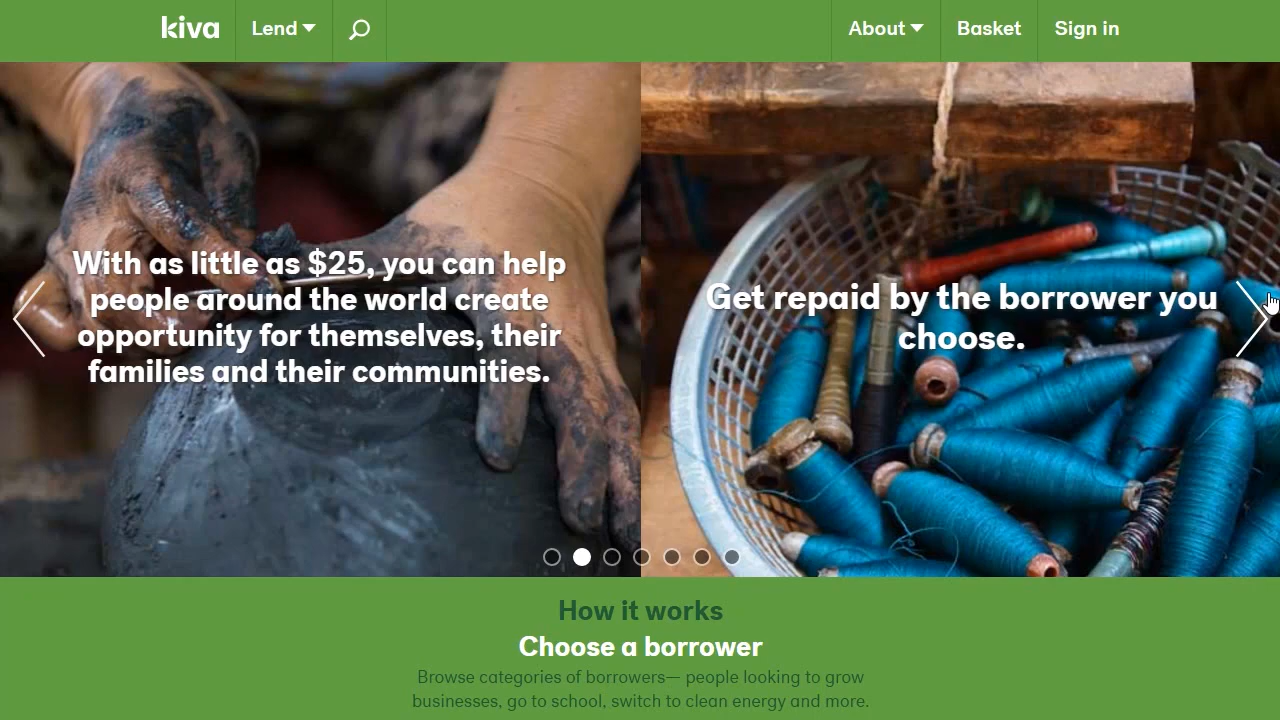 kiva
Lend
About
Basket
Sign in
With as little as $25, you can help
people around the world create
opportunity for themselves, their
families and their communities.
Get repaid by the borrower you
choose.
How it works
Choose a borrower
Browse categories of borrowers— people looking to grow
businesses, go to school, switch to clean energy and more.